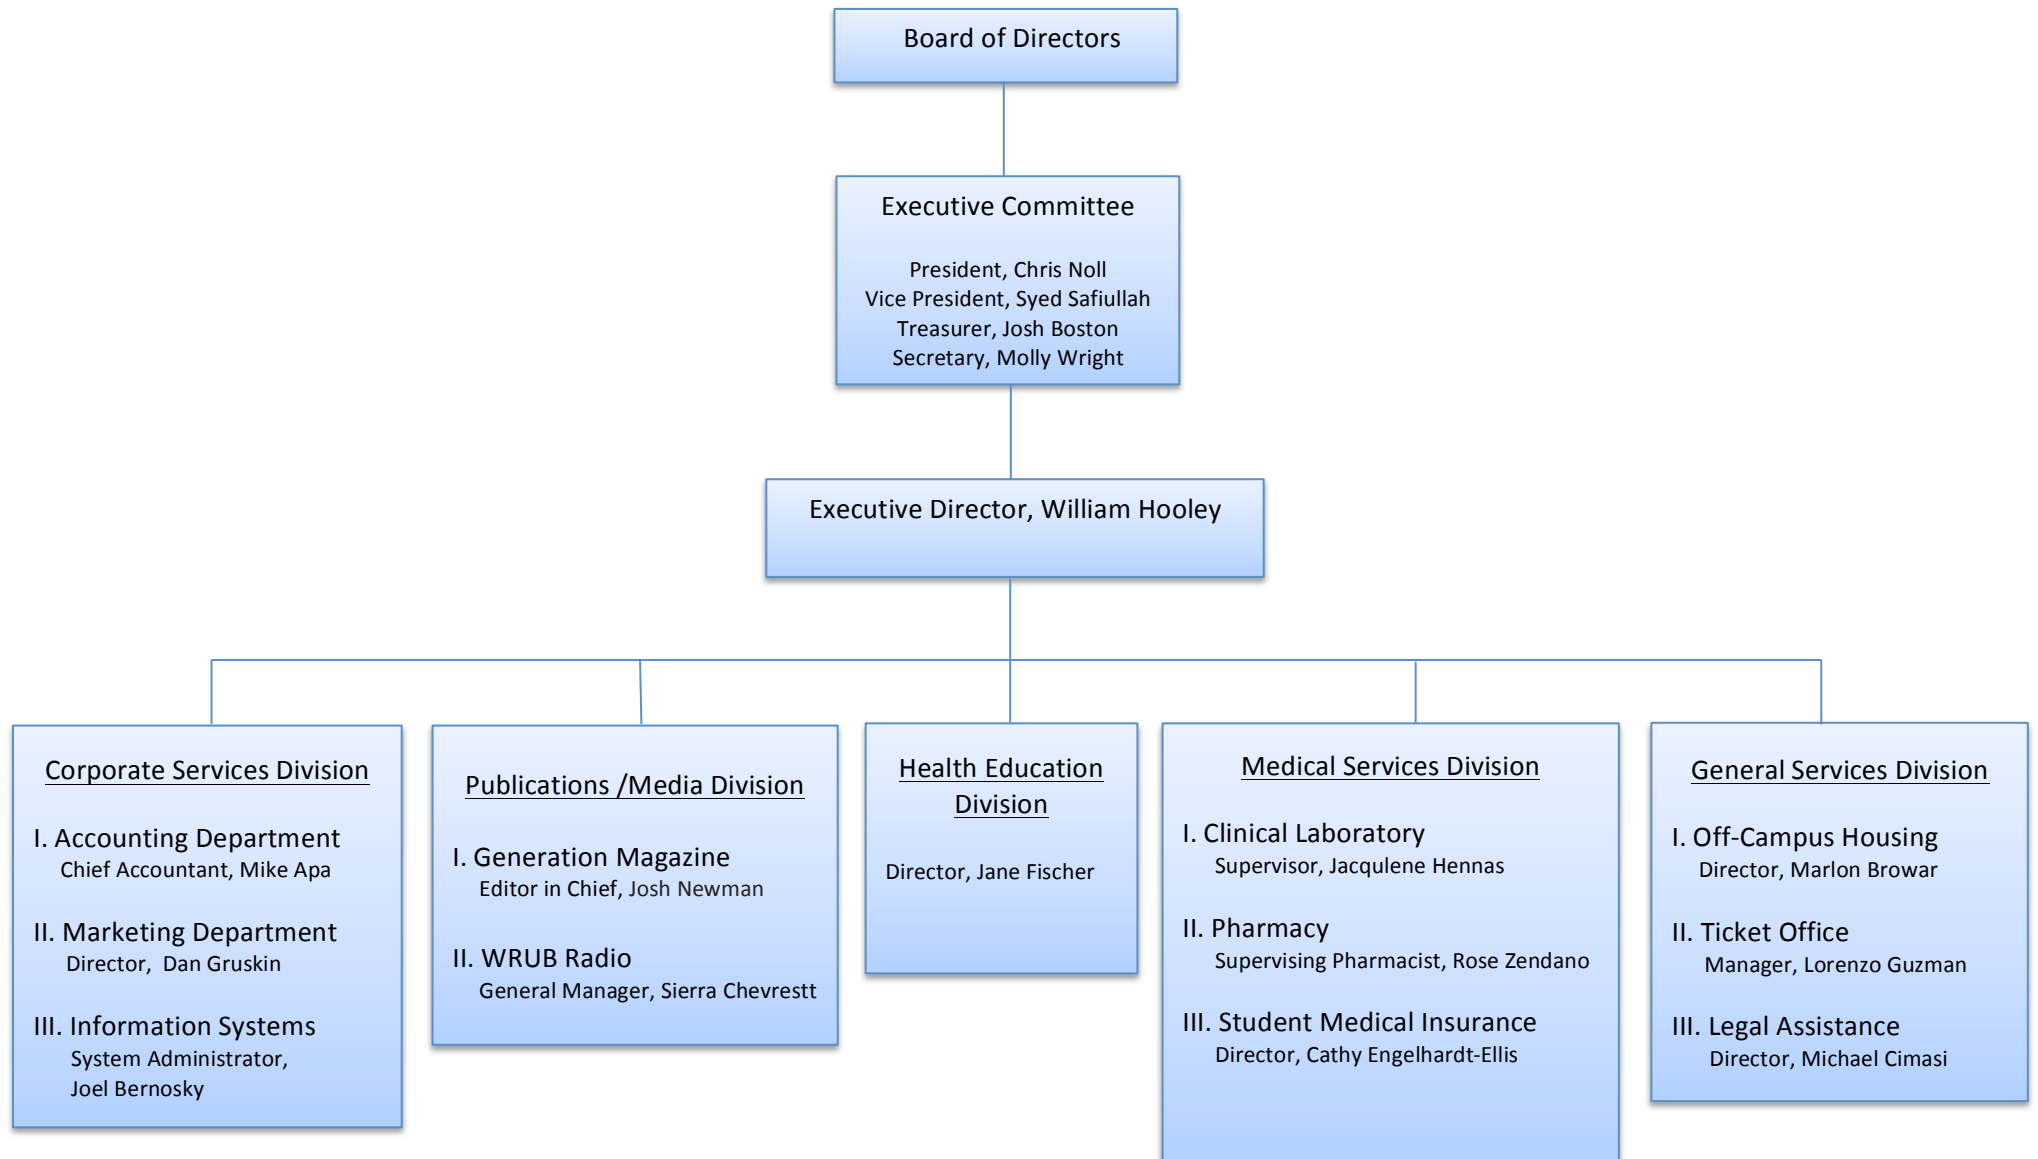 Board of Directors
Executive Committee
President, Chris Noll
Vice President, Syed Safiullah
Treasurer, Josh Boston
Secretary, Molly Wright
Executive Director, William Hooley
Corporate Services Division
I. Accounting Department
Chief Accountant, Mike Apa
II. Marketing Department
Director, Dan Gruskin
III. Information Systems
System Administrator,
Joel Bernosky
Publications /Media Division
I. Generation Magazine
Editor in Chief, Josh Newman
II. WRUB Radio
General Manager, Sierra Chevrestt
Health Education
Division
Director, Jane Fischer
Medical Services Division
I. Clinical Laboratory
Supervisor, Jacqulene Hennas
II. Pharmacy
Supervising Pharmacist, Rose Zendano
III. Student Medical Insurance
Director, Cathy Engelhardt-Ellis
General Services Division
I. Off-Campus Housing
Director, Marlon Browar
II. Ticket Office
Manager, Lorenzo Guzman
III. Legal Assistance
Director, Michael Cimasi